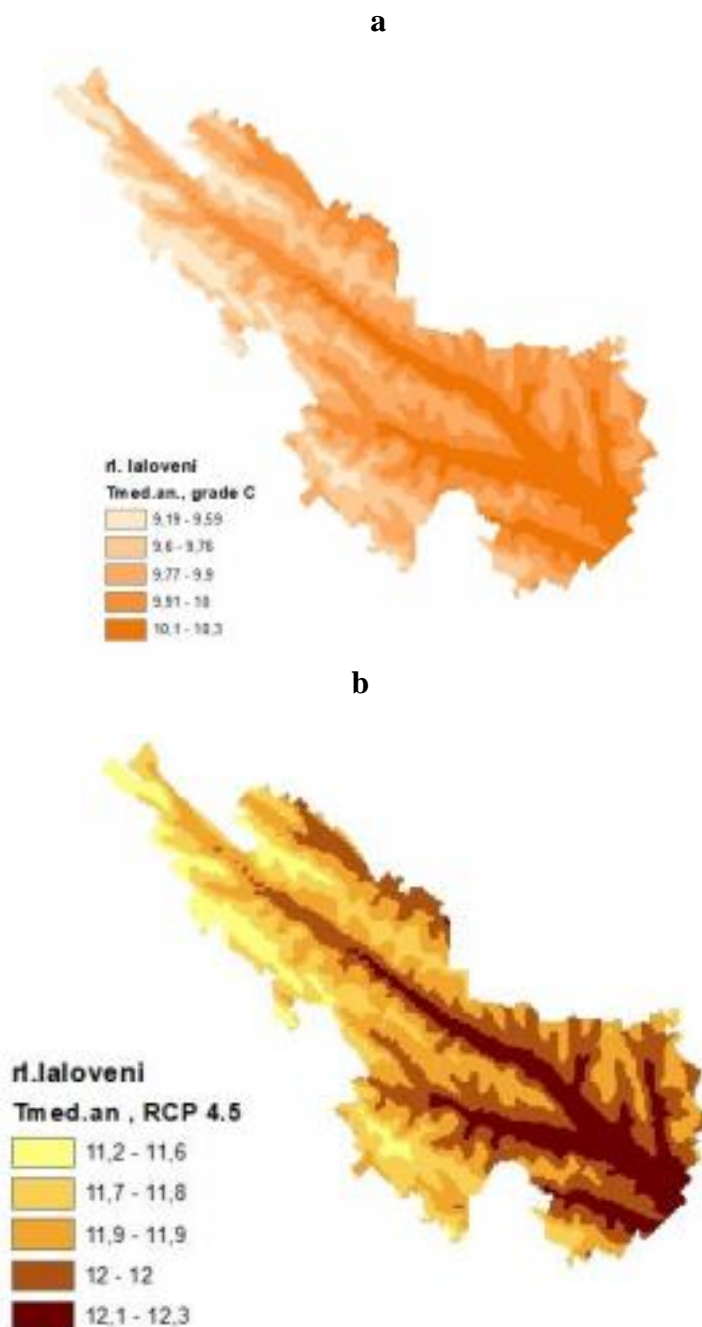 a
rl. Ialoveni
Tmed.an., grade C
9,19 - 9,59
9,6 - 9,76
9,77 - 9,9
9,91 - 10
10,1 - 10,3
b
rl.Ialoveni
Tmed.an , RCP 4.5
11,2 - 11,6
11,7 - 11,8
11,9 - 11,9
12 - 12
12,1 - 12,3